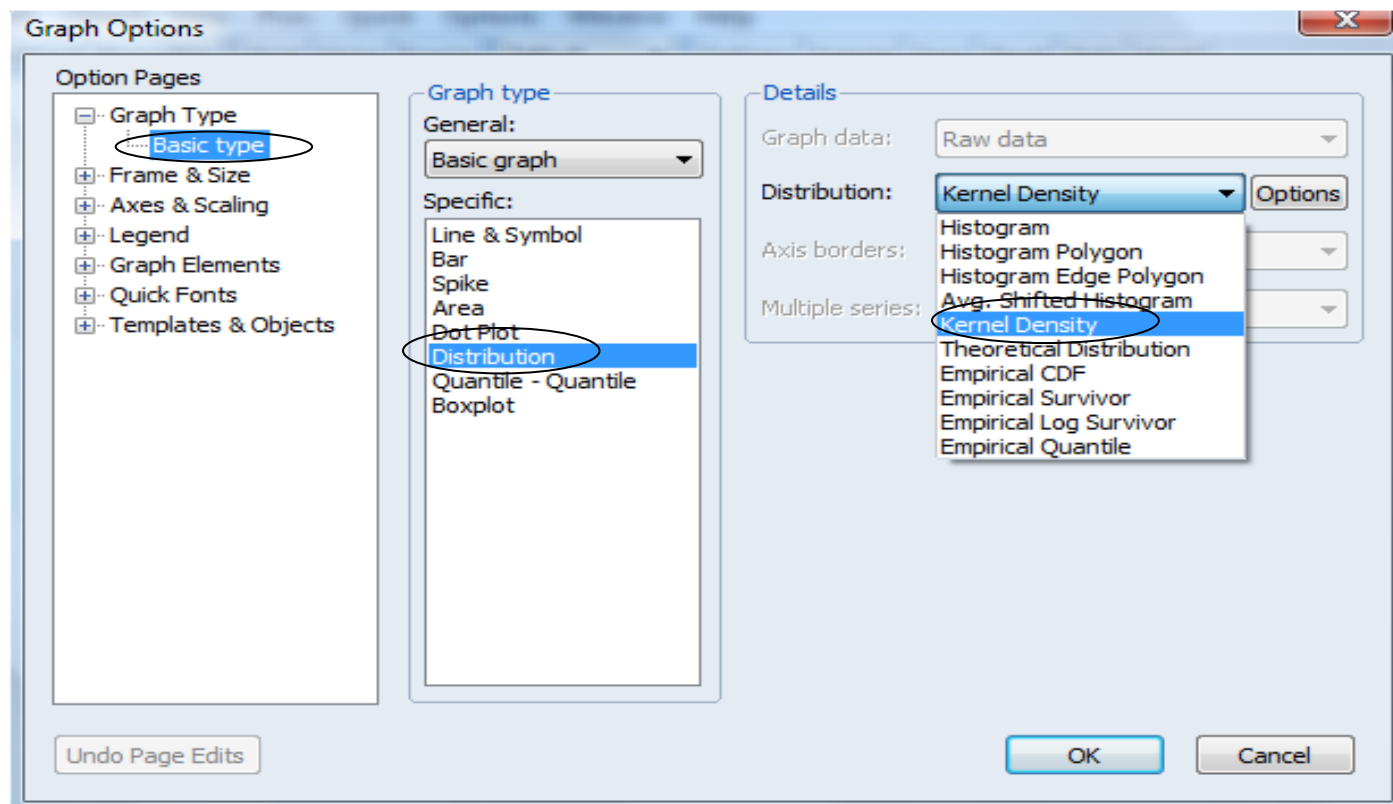 Graph Options
Option Pages
Graph Type
Basic type
Frame & Size
Axes & Scaling
Legend
Graph Elements
Quick Fonts
Templates & Objects
Graph type
General:
Basic graph
Specific:
Line & Symbol
Bar
Spike
Area
Dot Plot
Distribution
Quantile - Quantile
Boxplot
Details
Graph data: Raw data
Distribution: Kernel Density Options
Axis borders:
Multiple series:
Histogram
Histogram Polygon
Histogram Edge Polygon
Avg. Shifted Histogram
Kernel Density
Theoretical Distribution
Empirical CDF
Empirical Survivor
Empirical Log Survivor
Empirical Quantile
Undo Page Edits
OK
Cancel